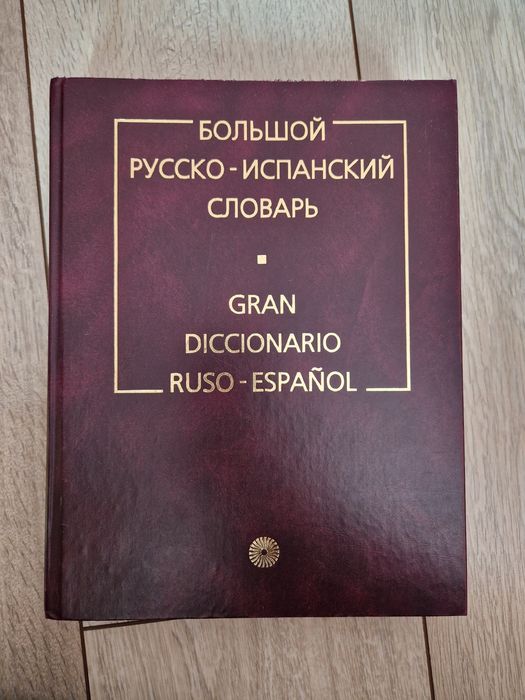 БОЛЬШОЙ
РУССКО-ИСПАНСКИЙ
СЛОВАРЬ
GRAN
DICCIONARIO
RUSO-ESPAÑOL